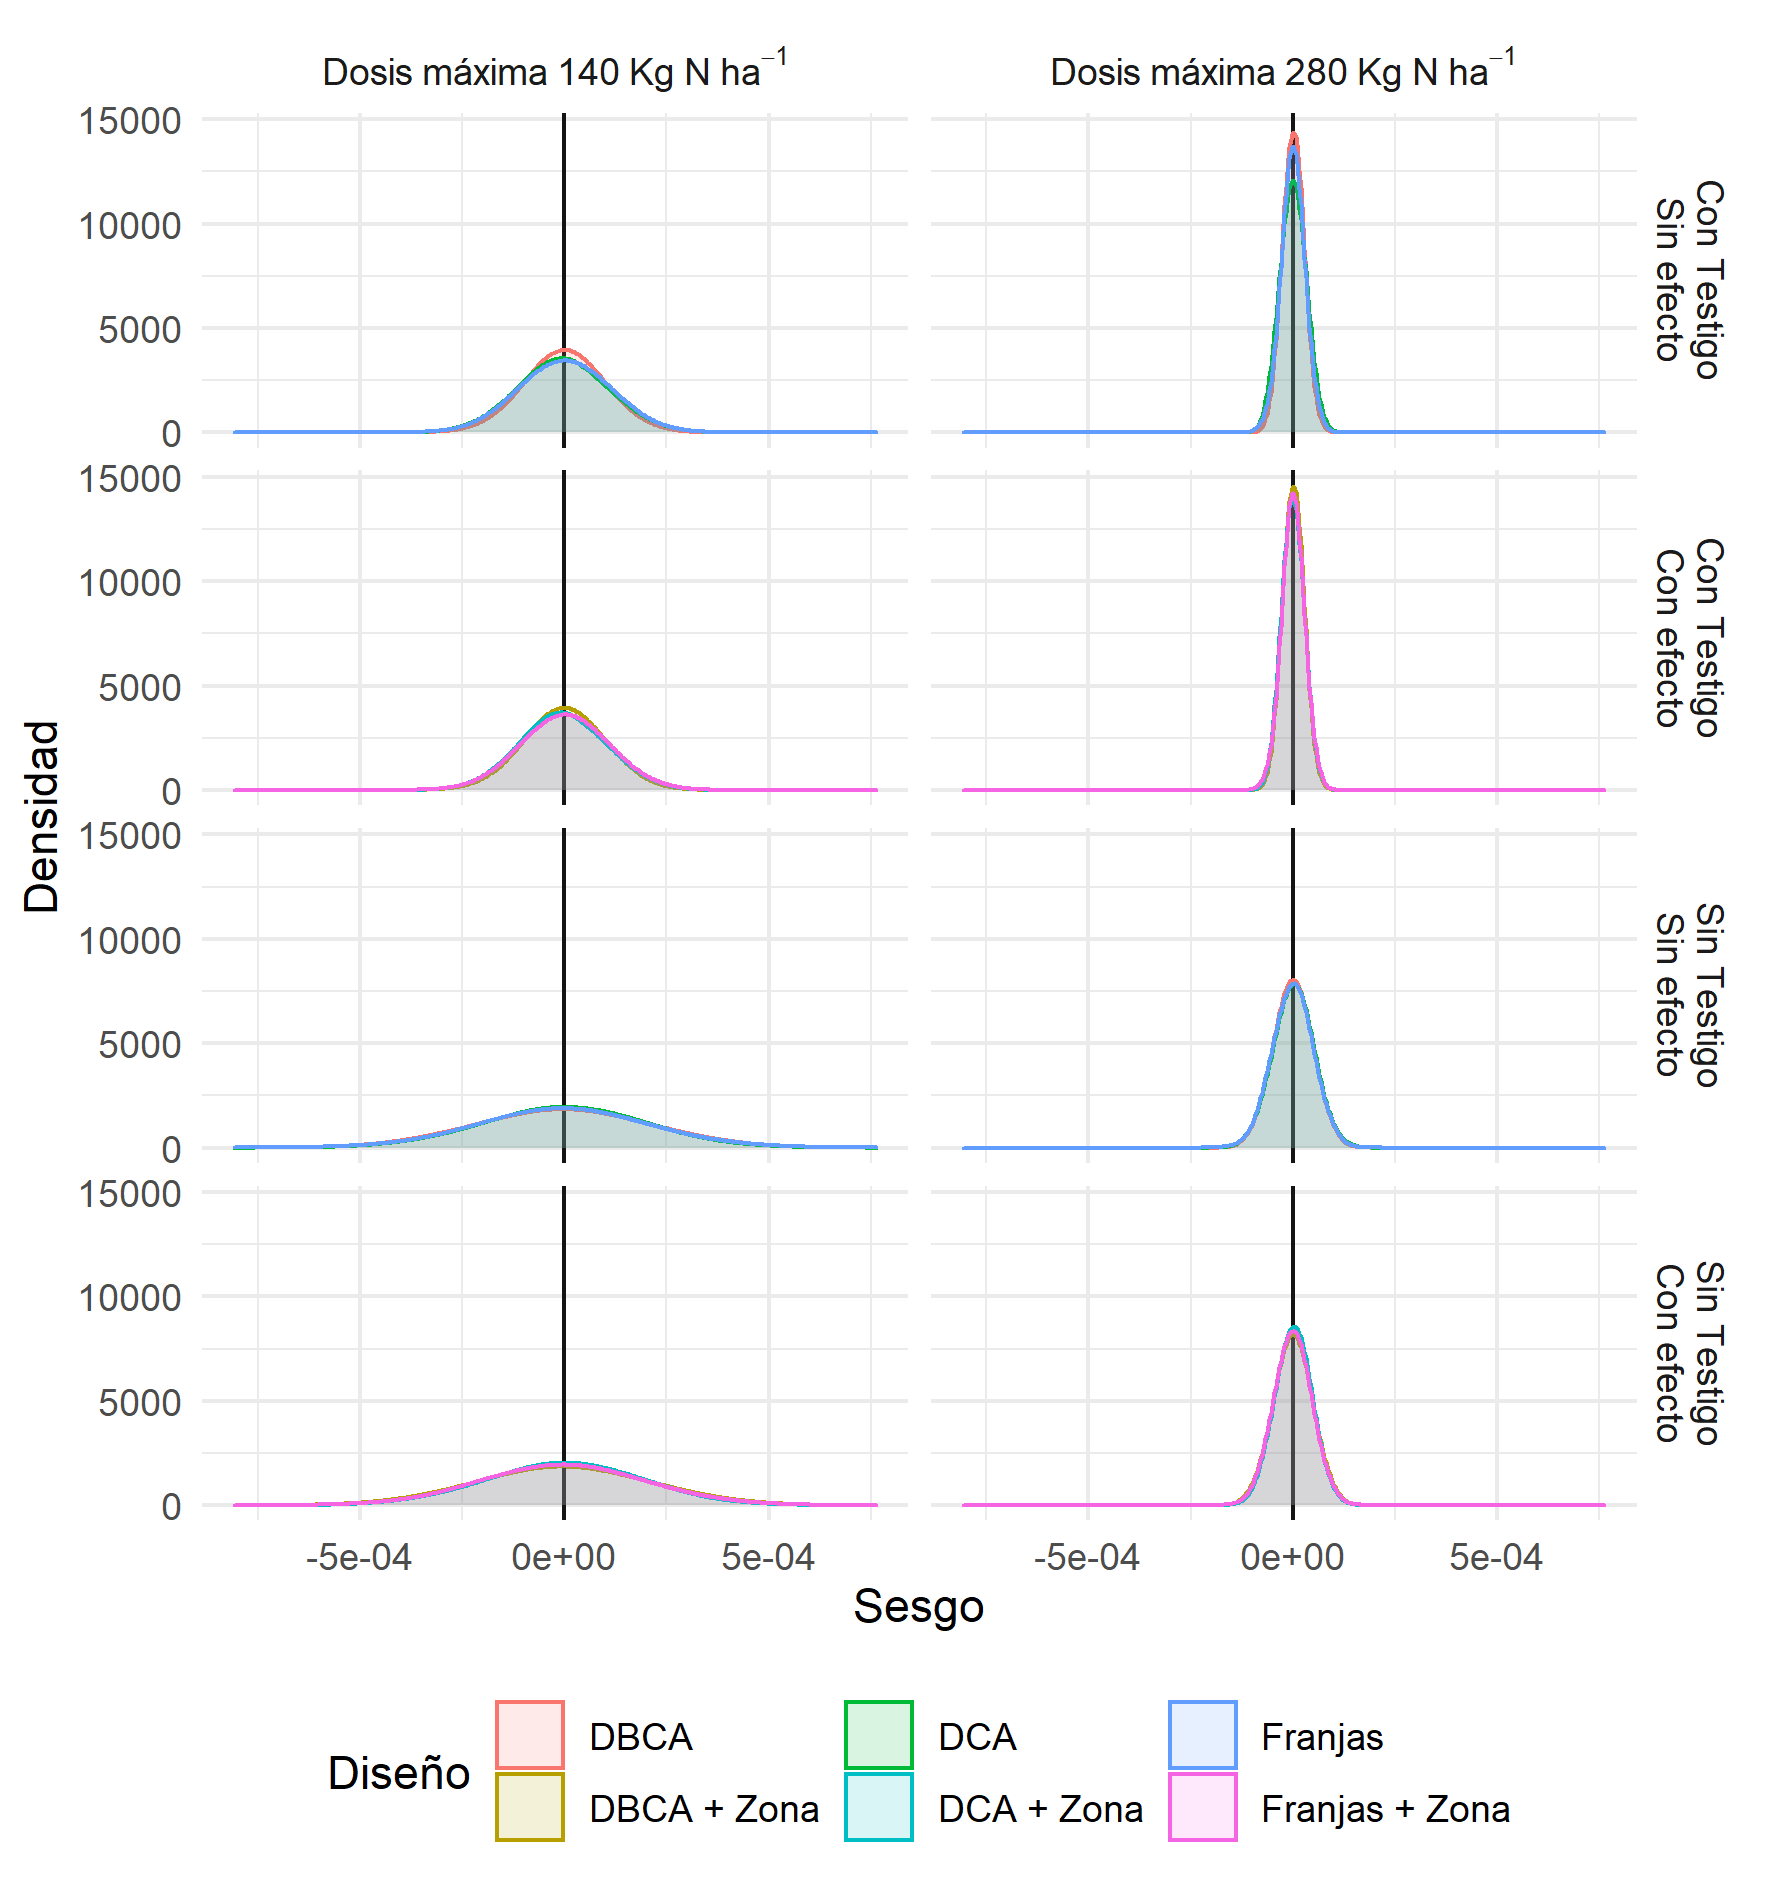 Dosis máxima 140 Kg N ha⁻¹
Dosis máxima 280 Kg N ha⁻¹
15000
10000
5000
0
Con Testigo
Sin efecto
15000
10000
5000
0
Con Testigo
Con efecto
15000
10000
5000
0
Sin Testigo
Sin efecto
15000
10000
5000
0
Sin Testigo
Con efecto
Densidad
-5e-04
0e+00
5e-04
-5e-04
0e+00
5e-04
Sesgo
Diseño
DBCA
DCA
Franjas
DBCA + Zona
DCA + Zona
Franjas + Zona